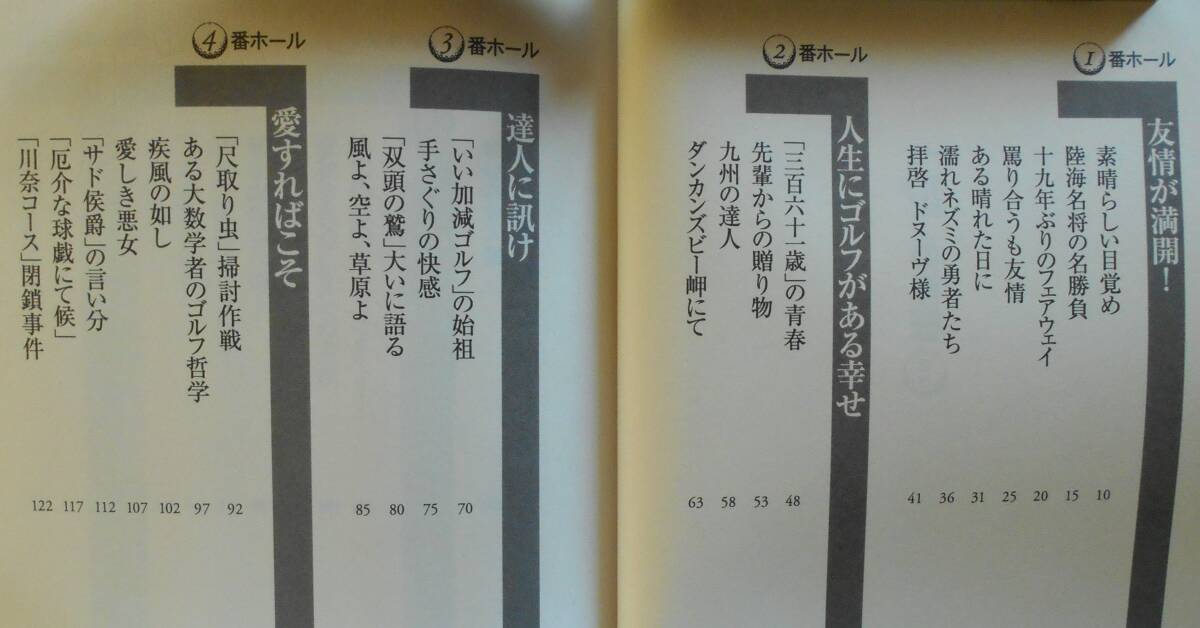 1番ホール
友情が満開！
素晴らしい目覚め 10
陸海名将の名勝負 15
十九年ぶりのフェアウェイ 20
罵り合うも友情 25
ある晴れた日に 31
濡れネズミの勇者たち 36
拝啓 ドヌーヴ様 41
2番ホール
人生にゴルフがある幸せ
「三百六十一歳」の青春 48
先輩からの贈り物 53
九州の達人 58
ダンカンズビー岬にて 63
3番ホール
達人に訊け
「いい加減ゴルフ」の始祖 70
手さぐりの快感 75
「双頭の鷲」大いに語る 80
風よ、空よ、草原よ 85
4番ホール
愛すればこそ
「尺取り虫」掃討作戦 92
ある大数学者のゴルフ哲学 97
疾風の如し 102
愛しき悪女 107
「サド侯爵」の言い分 112
「厄介な球戯にて候」 117
「川奈コース」閉鎖事件 122